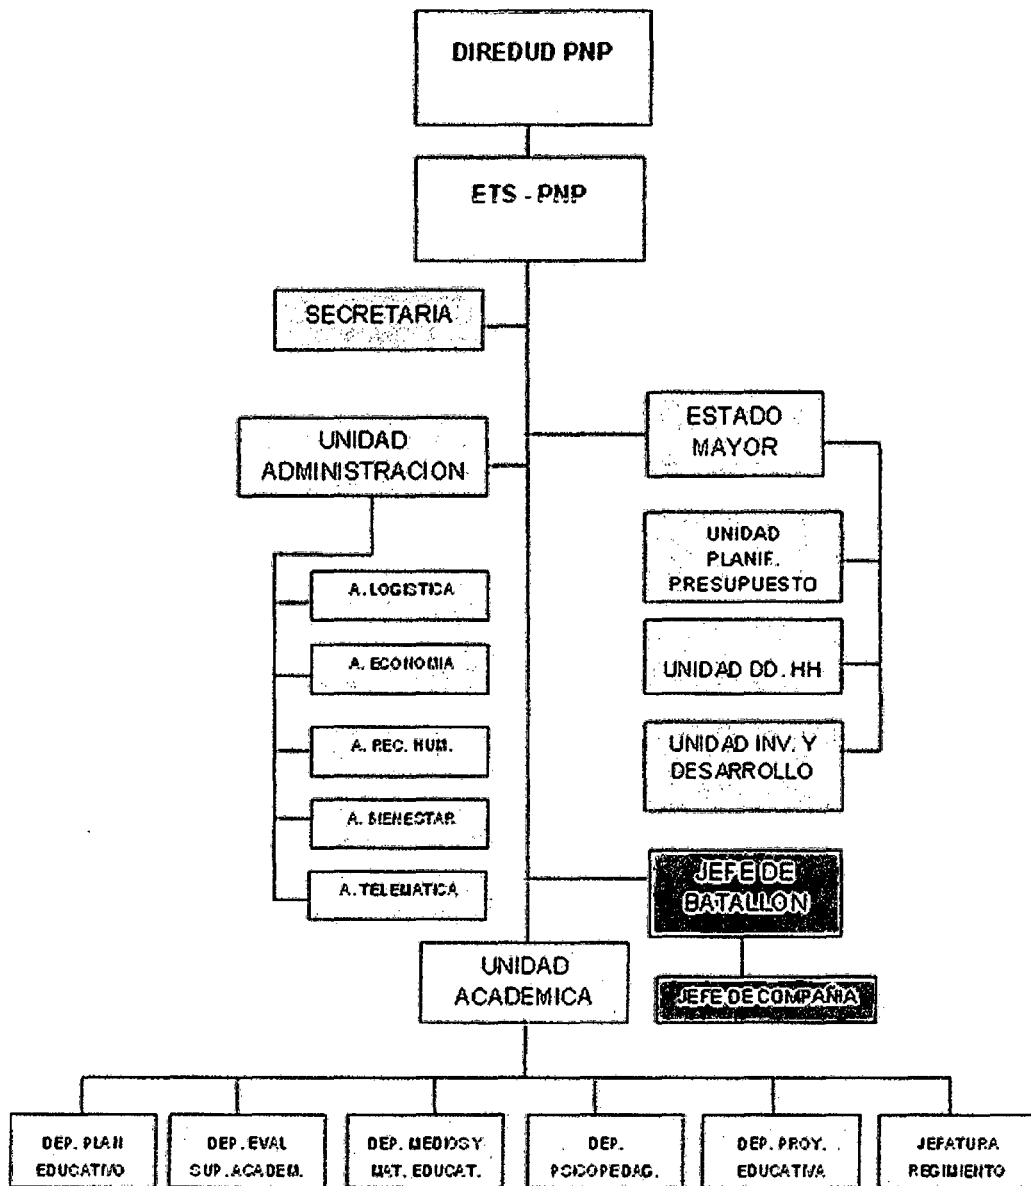 DIREDUD PNP
ETS - PNP
SECRETARIA
UNIDAD
ADMINISTRACION
ESTADO
MAYOR
A. LOGISTICA
A. ECONOMIA
A. REC. HUM.
A. BIENESTAR
A. TELEMATICA
UNIDAD
PLANIF.
PRESUPUESTO
UNIDAD DD. HH
UNIDAD INV. Y
DESARROLLO
JEFE DE
BATALLON
JEFE DE COMPAÑIA
UNIDAD
ACADEMICA
DEP. PLAN
EDUCATIVO
DEP. EVAL
SUP. ACADEM.
DEP. MEDIOS Y
MAT. EDUCAT.
DEP.
PSICOPEDAG.
DEP. PROY.
EDUCATIVA
JEFATURA
REGIMIENTO